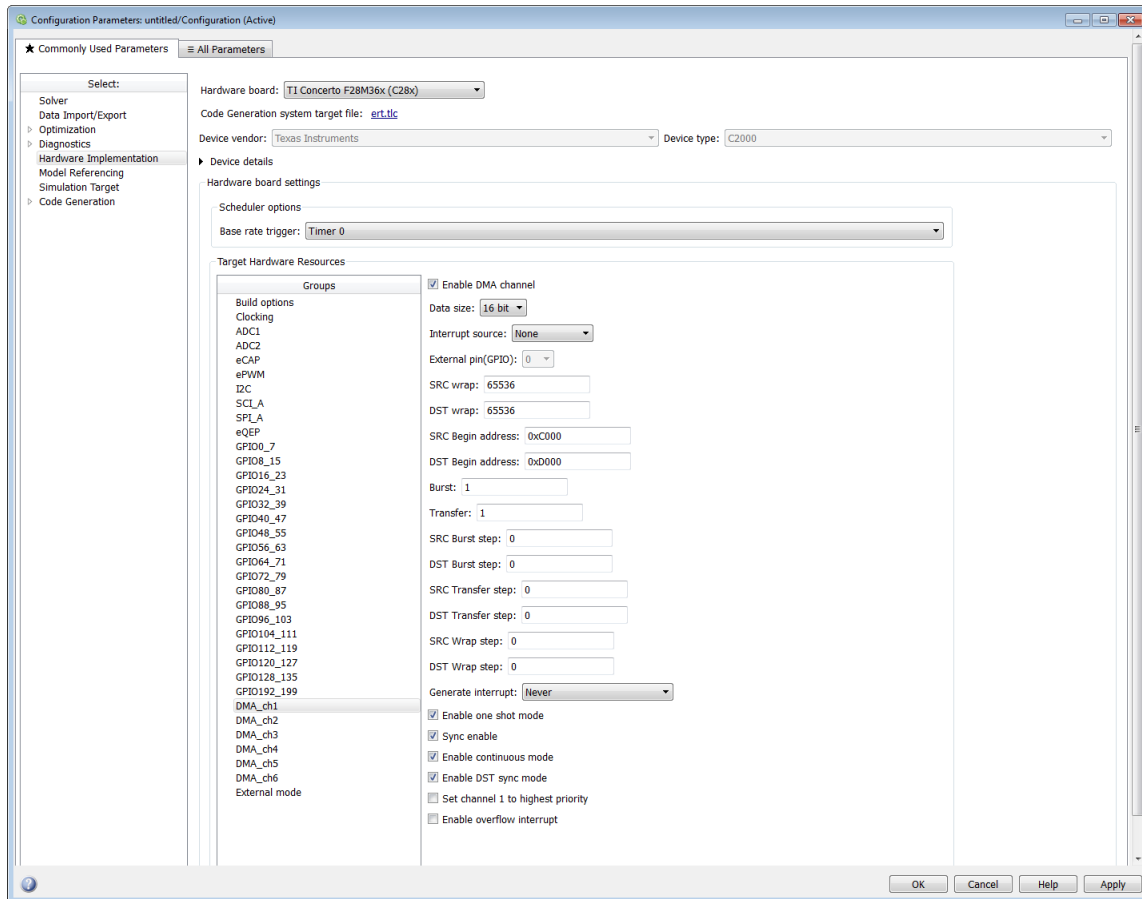 Configuration Parameters: untitled/Configuration (Active)
★ Commonly Used Parameters
≡ All Parameters
Select:
Solver
Data Import/Export
Optimization
Diagnostics
Hardware Implementation
Model Referencing
Simulation Target
Code Generation
Hardware board: TI Concerto F28M36x (C28x)
Code Generation system target file: ert.tlc
Device vendor: Texas Instruments Device type: C2000
Device details
Hardware board settings
Scheduler options
Base rate trigger: Timer 0
Target Hardware Resources
Groups
Build options
Clocking
ADC1
ADC2
eCAP
ePWM
I2C
SCI_A
SPI_A
eQEP
GPIO0_7
GPIO8_15
GPIO16_23
GPIO24_31
GPIO32_39
GPIO40_47
GPIO48_55
GPIO56_63
GPIO64_71
GPIO72_79
GPIO80_87
GPIO88_95
GPIO96_103
GPIO104_111
GPIO112_119
GPIO120_127
GPIO128_135
GPIO192_199
DMA_ch1
DMA_ch2
DMA_ch3
DMA_ch4
DMA_ch5
DMA_ch6
External mode
Enable DMA channel
Data size: 16 bit
Interrupt source: None
External pin(GPIO): 0
SRC wrap: 65536
DST wrap: 65536
SRC Begin address: 0xC000
DST Begin address: 0xD000
Burst: 1
Transfer: 1
SRC Burst step: 0
DST Burst step: 0
SRC Transfer step: 0
DST Transfer step: 0
SRC Wrap step: 0
DST Wrap step: 0
Generate interrupt: Never
Enable one shot mode
Sync enable
Enable continuous mode
Enable DST sync mode
Set channel 1 to highest priority
Enable overflow interrupt
OK Cancel Help Apply